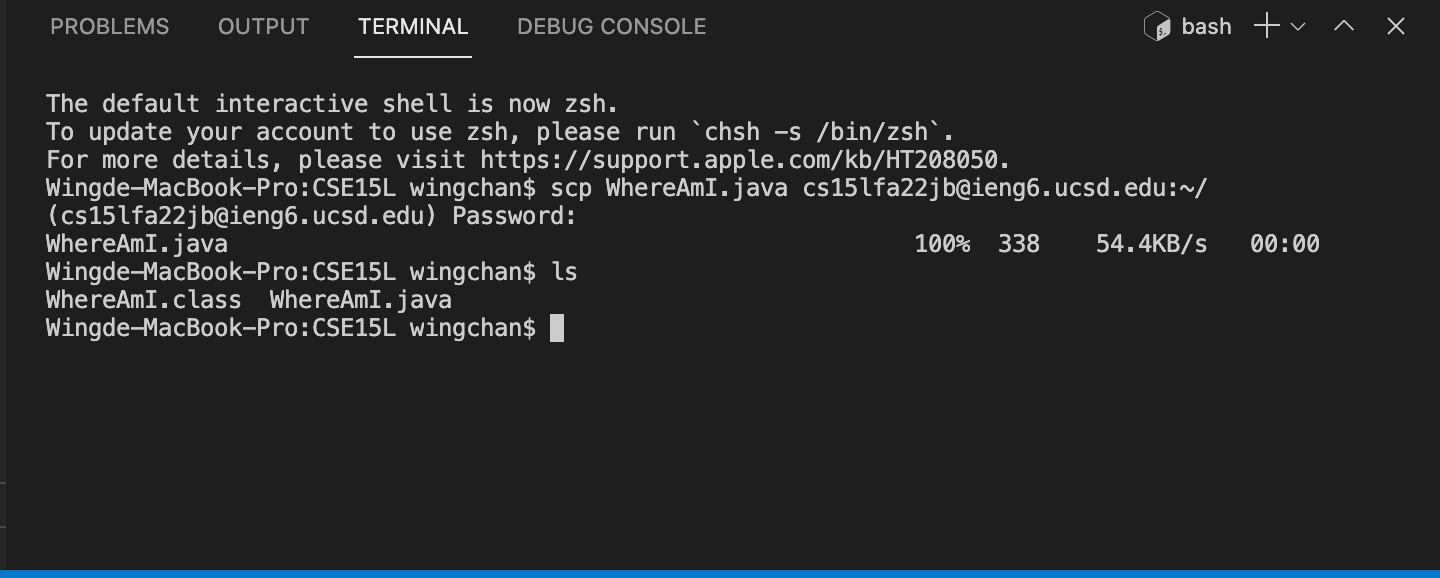 PROBLEMS OUTPUT TERMINAL DEBUG CONSOLE bash
The default interactive shell is now zsh.
To update your account to use zsh, please run `chsh -s /bin/zsh`.
For more details, please visit https://support.apple.com/kb/HT208050.
Wingde-MacBook-Pro:CSE15L wingchan$ scp WhereAmI.java cs15lfa22jb@ieng6.ucsd.edu:~/
(cs15lfa22jb@ieng6.ucsd.edu) Password:
WhereAmI.java 100% 338 54.4KB/s 00:00
Wingde-MacBook-Pro:CSE15L wingchan$ ls
WhereAmI.class WhereAmI.java
Wingde-MacBook-Pro:CSE15L wingchan$